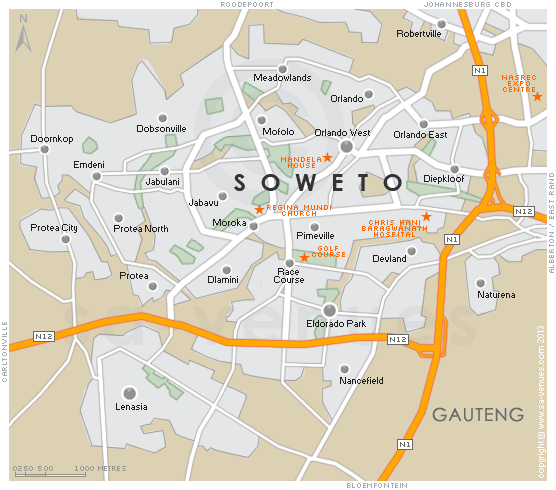 ROODEPOORT
JOHANNESBURG CBD
N
Robertville
N1
NASREC
EXPO
CENTRE
Meadowlands
Orlando
Dobsonville
Mofolo
Orlando West
Orlando East
Doornkop
MANDELA
HOUSE
Emdeni
Jabulani
SOWETO
Diepkloof
Jabavu
REGINA MUNDI
CHURCH
N12
Protea City
Protea North
Moroka
Pimeville
CHRIS HANI
BARAGWANATH
HOSPITAL
N1
ALBERTON / EAST RAND
GOLF
COURSE
Devland
Protea
Dlamini
Race
Course
Naturena
sa-venues
Eldorado Park
N12
N12
CARLTONVILLE
Nancefield
Lenasia
GAUTENG
copyright @ www.sa-venues.com 2013
N1
0 250 500 1000 METRES
BLOEMFONTEIN